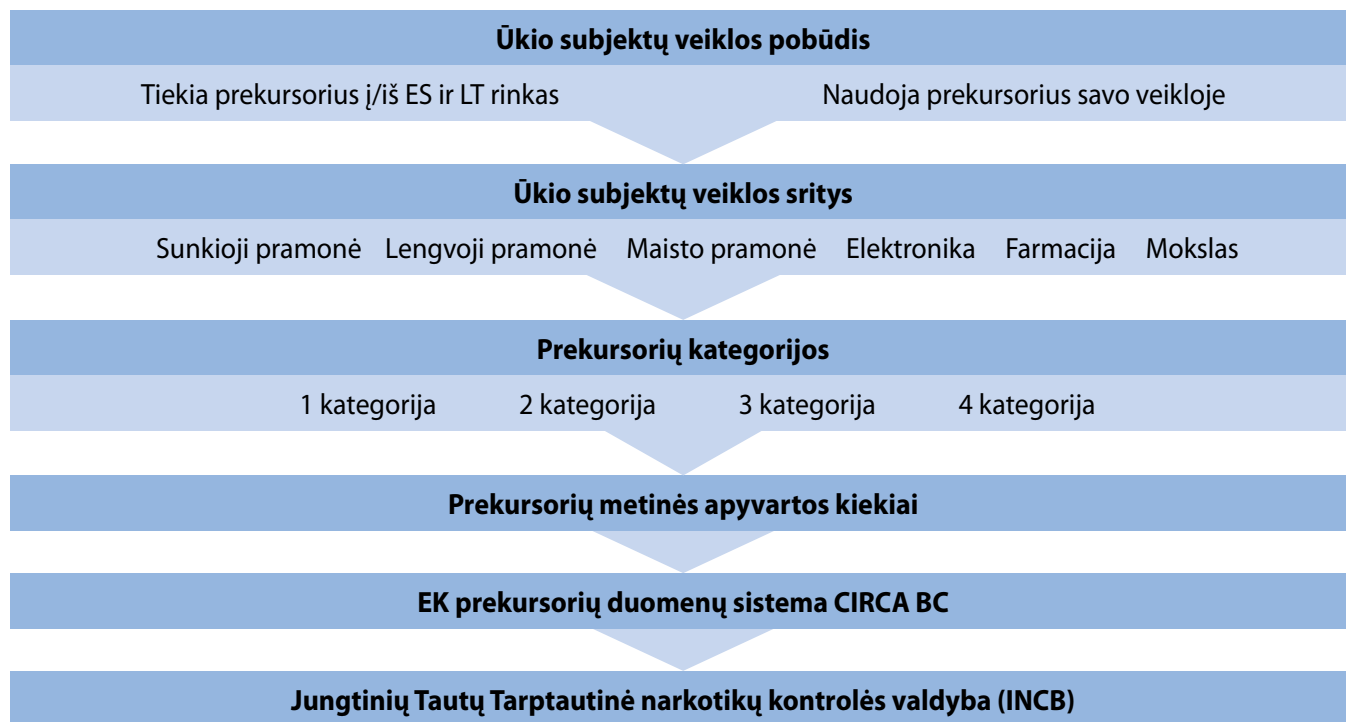 Ūkio subjektų veiklos pobūdis
Tiekia prekursorius į/iš ES ir LT rinkas Naudoja prekursorius savo veikloje
Ūkio subjektų veiklos sritys
Sunkioji pramonė Lengvoji pramonė Maisto pramonė Elektronika Farmacija Mokslas
Prekursorių kategorijos
1 kategorija 2 kategorija 3 kategorija 4 kategorija
Prekursorių metinės apyvartos kiekiai
EK prekursorių duomenų sistema CIRCA BC
Jungtinių Tautų Tarptautinė narkotikų kontrolės valdyba (INCB)